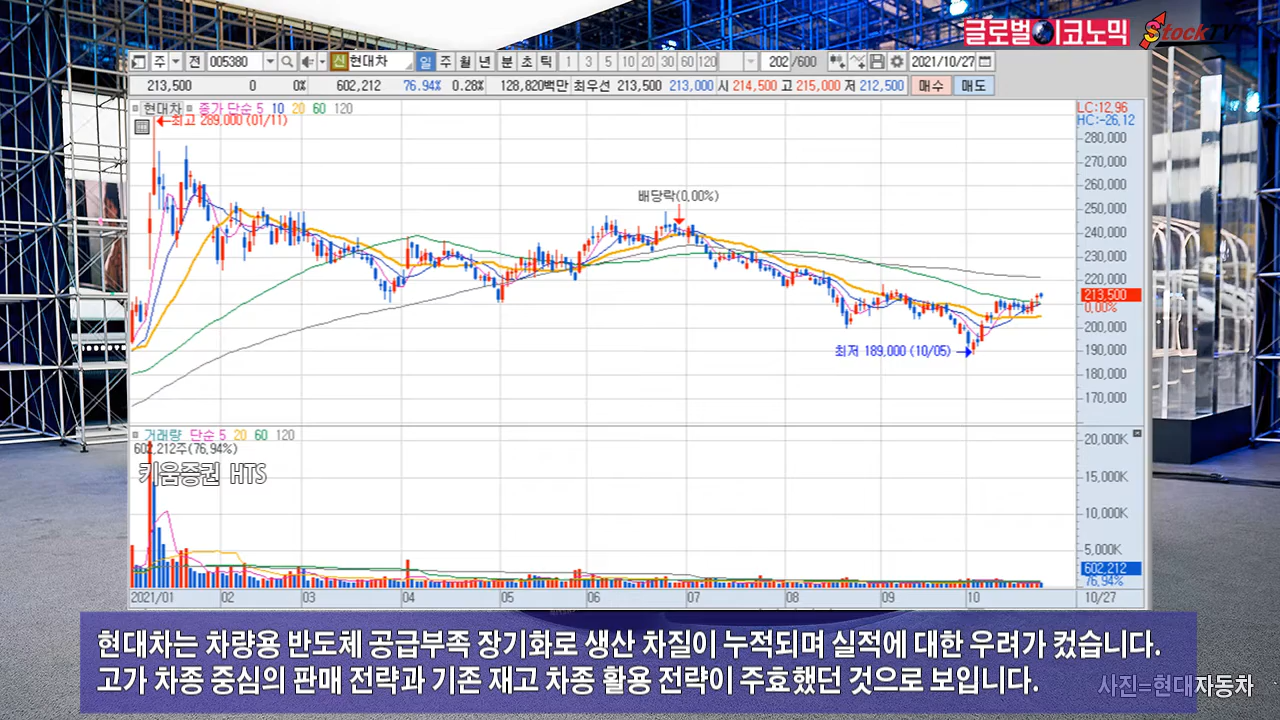 글로벌이코노믹 StockTV
주 전 005380 신 현대차 일 주 월 년 분 초 틱 1 3 5 10 20 30 60 120 202 /600 2021/10/27
213,500 0 0% 602,212 76.94% 0.28% 128,820백만 최우선 213,500 213,000 시 214,500 고 215,000 저 212,500 매수 매도
현대차 종가 단순 5 10 20 60 120
LC:12.96
최고 289,000 (01/11)
HC:-26.12
280,000
270,000
260,000
배당락(0.00%)
250,000
240,000
230,000
220,000
213,500
0.00%
200,000
최저 189,000 (10/05)
190,000
180,000
170,000
거래량 단순 5 20 60 120
20,000K
602,212주(76.94%)
키움증권 HTS
15,000K
10,000K
5,000K
602,212
76.94%
2021/01 02 03 04 05 06 07 08 09 10 10/27
현대차는 차량용 반도체 공급부족 장기화로 생산 차질이 누적되며 실적에 대한 우려가 컸습니다.
고가 차종 중심의 판매 전략과 기존 재고 차종 활용 전략이 주효했던 것으로 보입니다.
사진=현대자동차